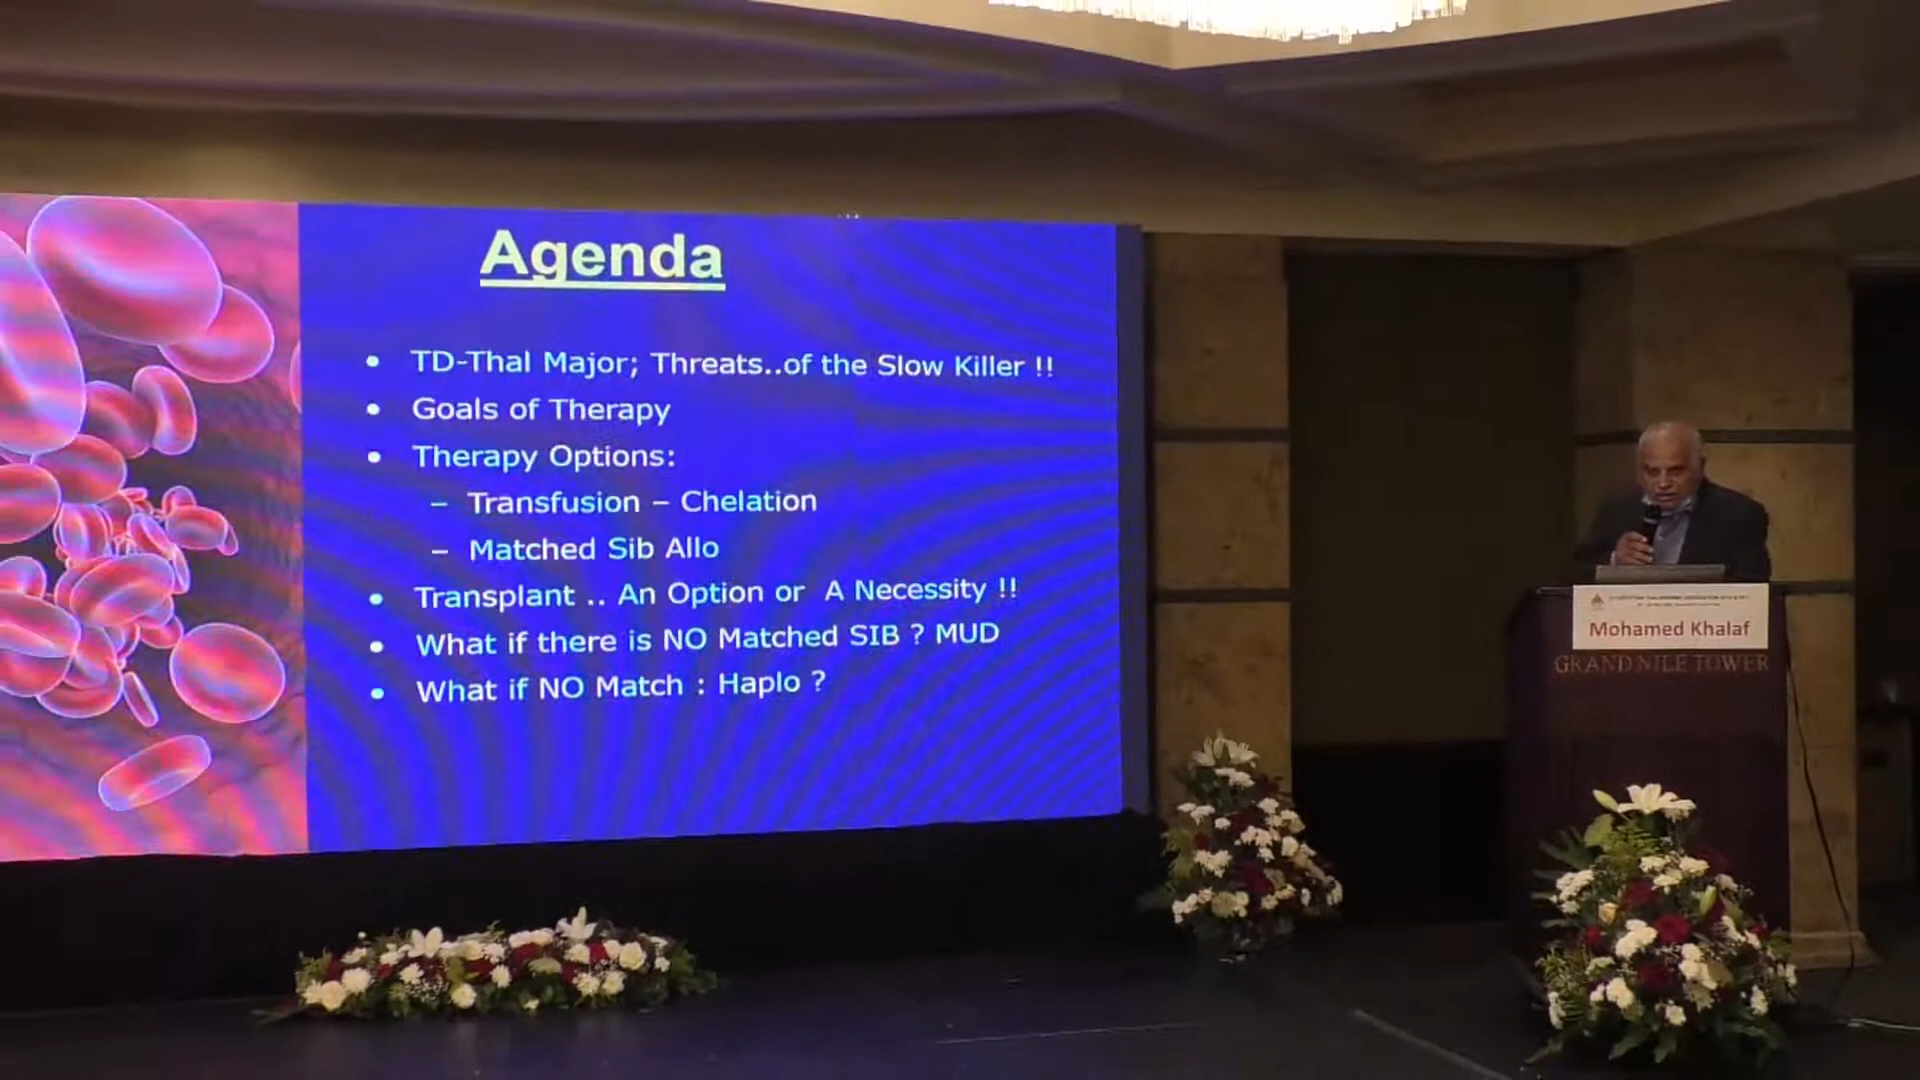 Agenda
• TD-Thal Major; Threats..of the Slow Killer !!
• Goals of Therapy
• Therapy Options:
– Transfusion – Chelation
– Matched Sib Allo
• Transplant .. An Option or A Necessity !!
• What if there is NO Matched SIB ? MUD
• What if NO Match : Haplo ?
Mohamed Khalaf
GRAND NILE TOWER